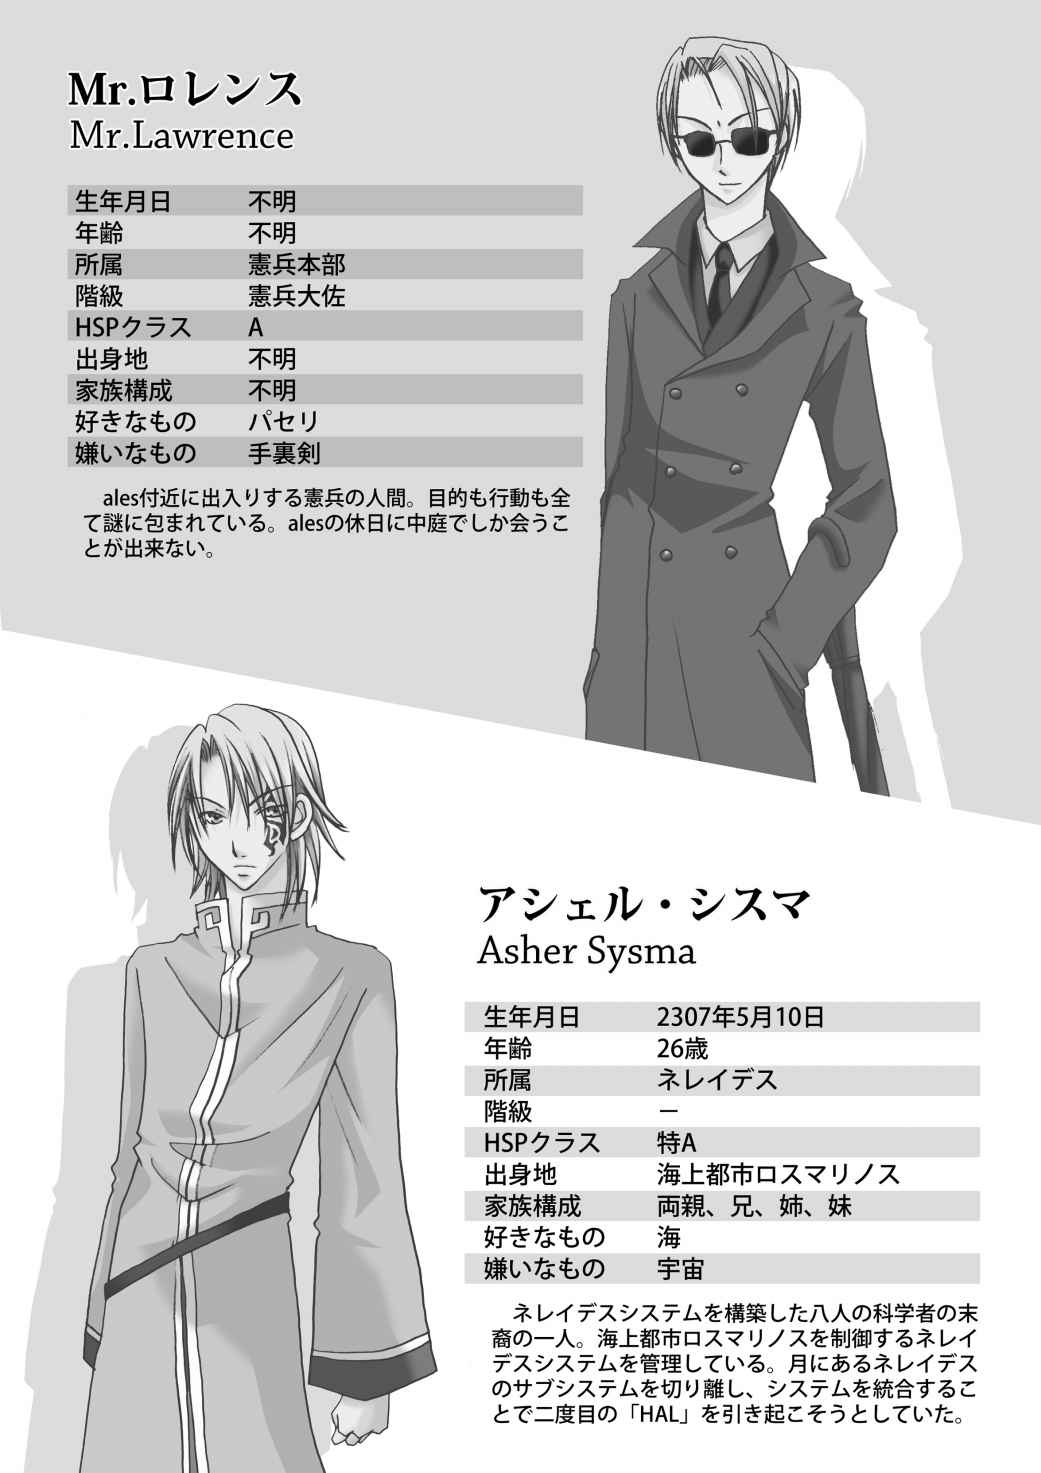 Mr.ロレンス
Mr.Lawrence
生年月日 不明
年齢 不明
所属 憲兵本部
階級 憲兵大佐
HSPクラス A
出身地 不明
家族構成 不明
好きなもの パセリ
嫌いなもの 手裏剣
ales付近に出入りする憲兵の人間。目的も行動も全
て謎に包まれている。alesの休日に中庭でしか会うこ
とが出来ない。
アシェル・シスマ
Asher Sysma
生年月日 2307年5月10日
年齢 26歳
所属 ネレイデス
階級 －
HSPクラス 特A
出身地 海上都市ロスマリノス
家族構成 両親、兄、姉、妹
好きなもの 海
嫌いなもの 宇宙
ネレイデスシステムを構築した八人の科学者の末
裔の一人。海上都市ロスマリノスを制御するネレイ
デスシステムを管理している。月にあるネレイデス
のサブシステムを切り離し、システムを統合するこ
とで二度目の「HAL」を引き起こそうとしていた。